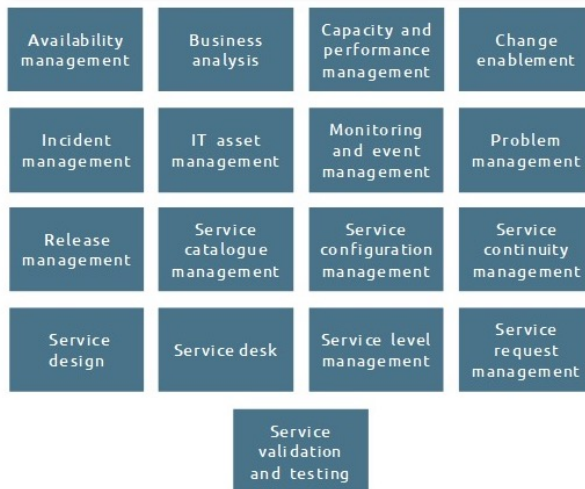 Availability
management
Business
analysis
Capacity and
performance
management
Change
enablement
Incident
management
IT asset
management
Monitoring
and event
management
Problem
management
Release
management
Service
catalogue
management
Service
configuration
management
Service
continuity
management
Service
design
Service desk
Service level
management
Service
request
management
Service
validation
and testing